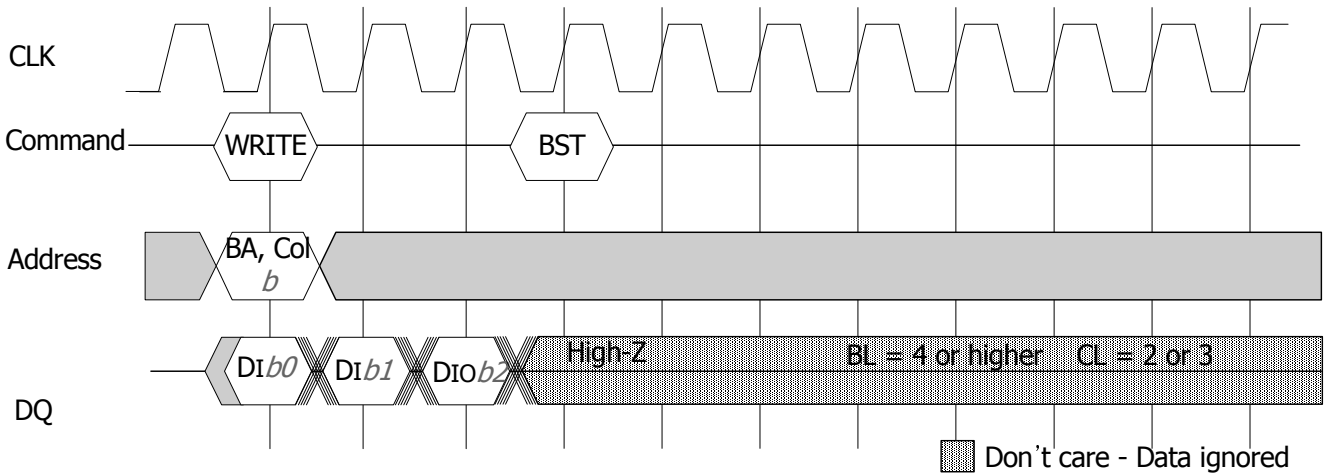 CLK
Command WRITE BST
Address BA, Col
b
DQ DIb0 DIb1 DIOb2 High-Z BL = 4 or higher CL = 2 or 3
Don't care - Data ignored